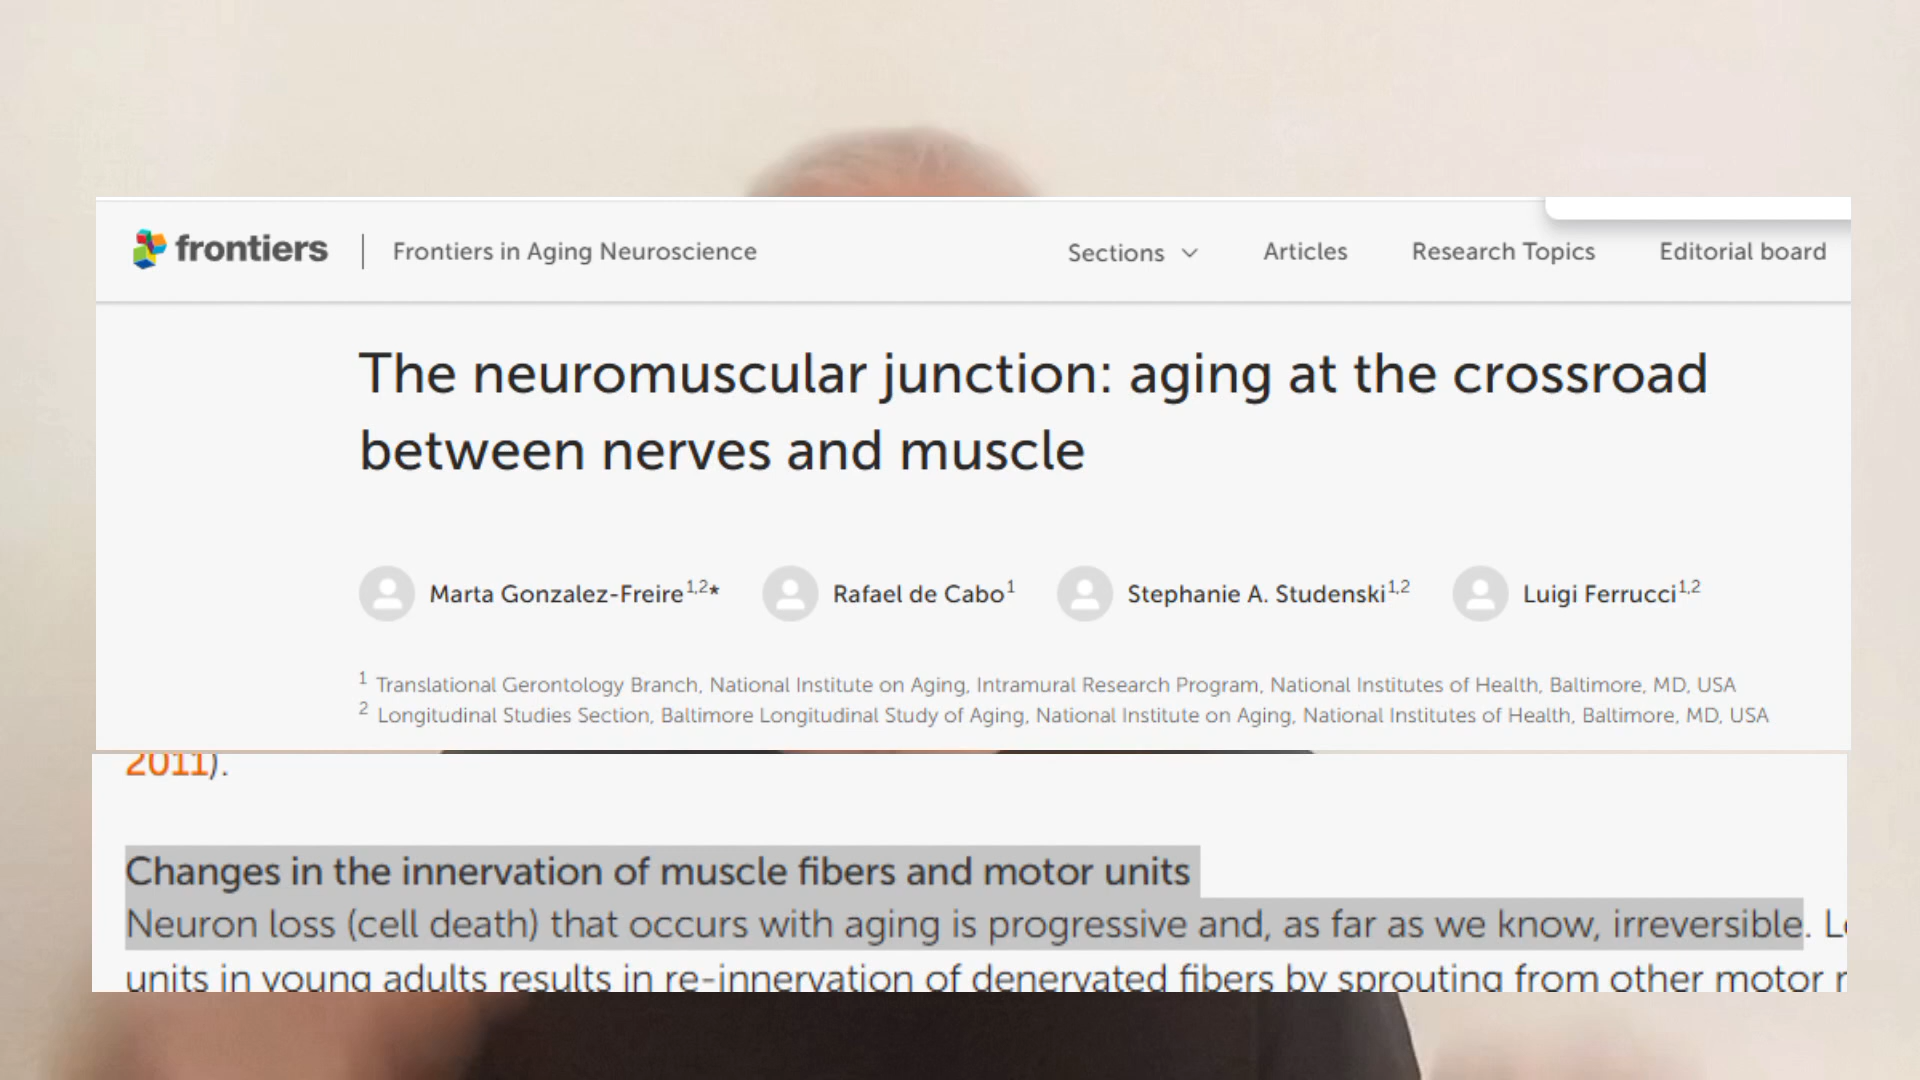 frontiers
Frontiers in Aging Neuroscience
Sections
Articles
Research Topics
Editorial board
The neuromuscular junction: aging at the crossroad
between nerves and muscle
Marta Gonzalez-Freire1,2*
Rafael de Cabo1
Stephanie A. Studenski1,2
Luigi Ferrucci1,2
1 Translational Gerontology Branch, National Institute on Aging, Intramural Research Program, National Institutes of Health, Baltimore, MD, USA
2 Longitudinal Studies Section, Baltimore Longitudinal Study of Aging, National Institute on Aging, National Institutes of Health, Baltimore, MD, USA
2011).
Changes in the innervation of muscle fibers and motor units
Neuron loss (cell death) that occurs with aging is progressive and, as far as we know, irreversible.
units in young adults results in re-innervation of denervated fibers by sprouting from other motor